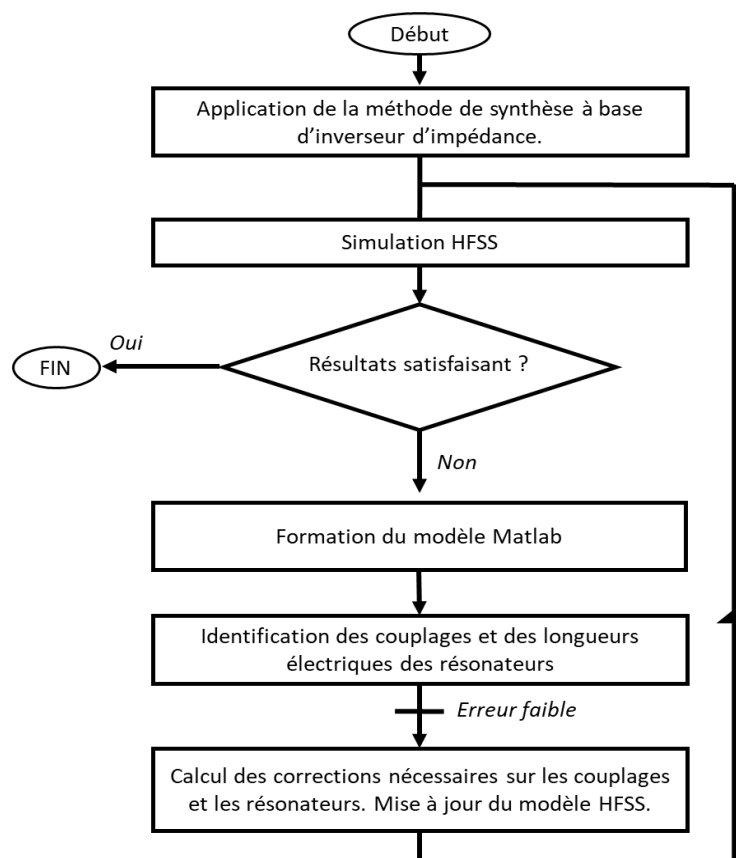 Début
Application de la méthode de synthèse à base
d'inverseur d'impédance.
Simulation HFSS
Oui
Résultats satisfaisant ?
FIN
Non
Formation du modèle Matlab
Identification des couplages et des longueurs
électriques des résonateurs
Erreur faible
Calcul des corrections nécessaires sur les couplages
et les résonateurs. Mise à jour du modèle HFSS.